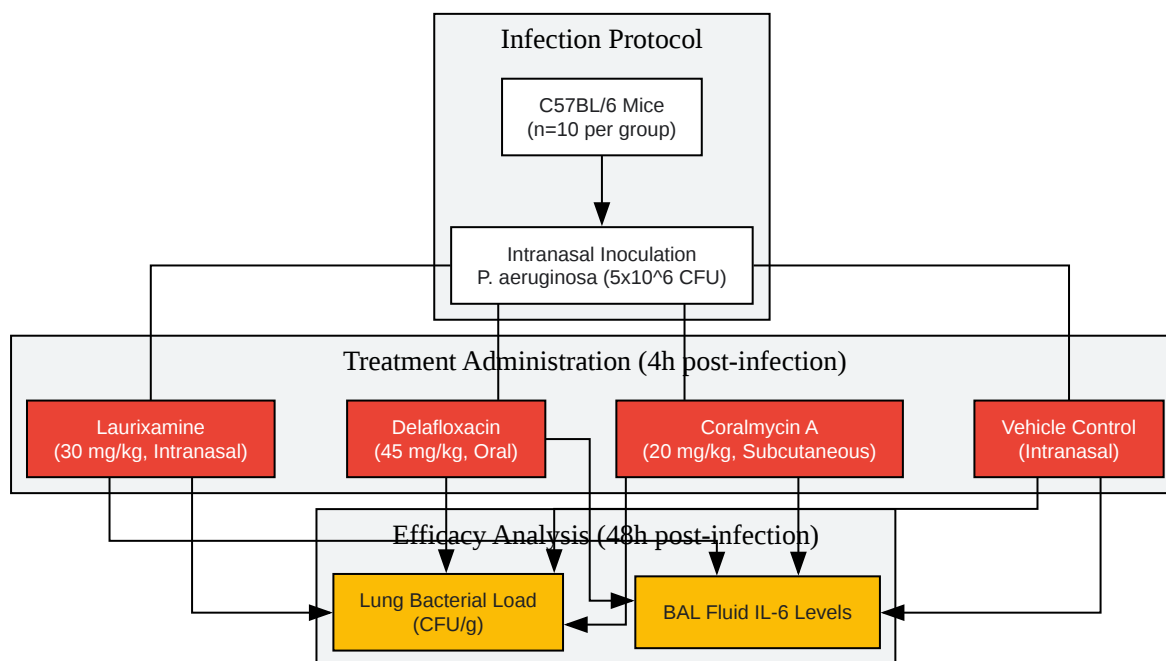 Infection Protocol
C57BL/6 Mice
(n=10 per group)
Intranasal Inoculation
P. aeruginosa (5x10^6 CFU)
Treatment Administration (4h post-infection)
Laurixamine
(30 mg/kg, Intranasal)
Delafloxacin
(45 mg/kg, Oral)
Coralmycin A
(20 mg/kg, Subcutaneous)
Vehicle Control
(Intranasal)
Efficacy Analysis (48h post-infection)
Lung Bacterial Load
(CFU/g)
BAL Fluid IL-6 Levels